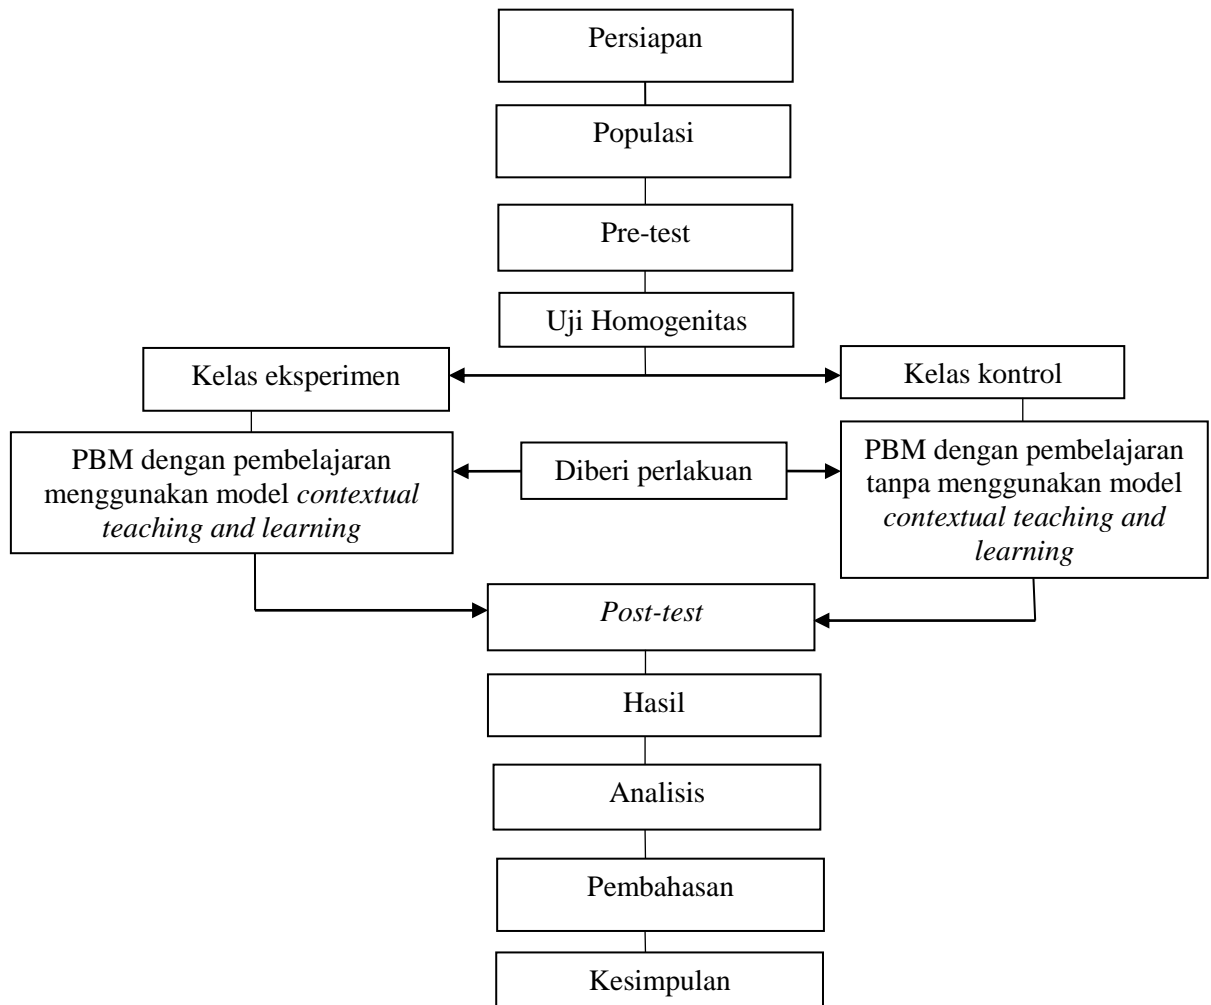 Persiapan
Populasi
Pre-test
Uji Homogenitas
Kelas eksperimen
Kelas kontrol
PBM dengan pembelajaran
menggunakan model contextual
teaching and learning
Diberi perlakuan
PBM dengan pembelajaran
tanpa menggunakan model
contextual teaching and
learning
Post-test
Hasil
Analisis
Pembahasan
Kesimpulan